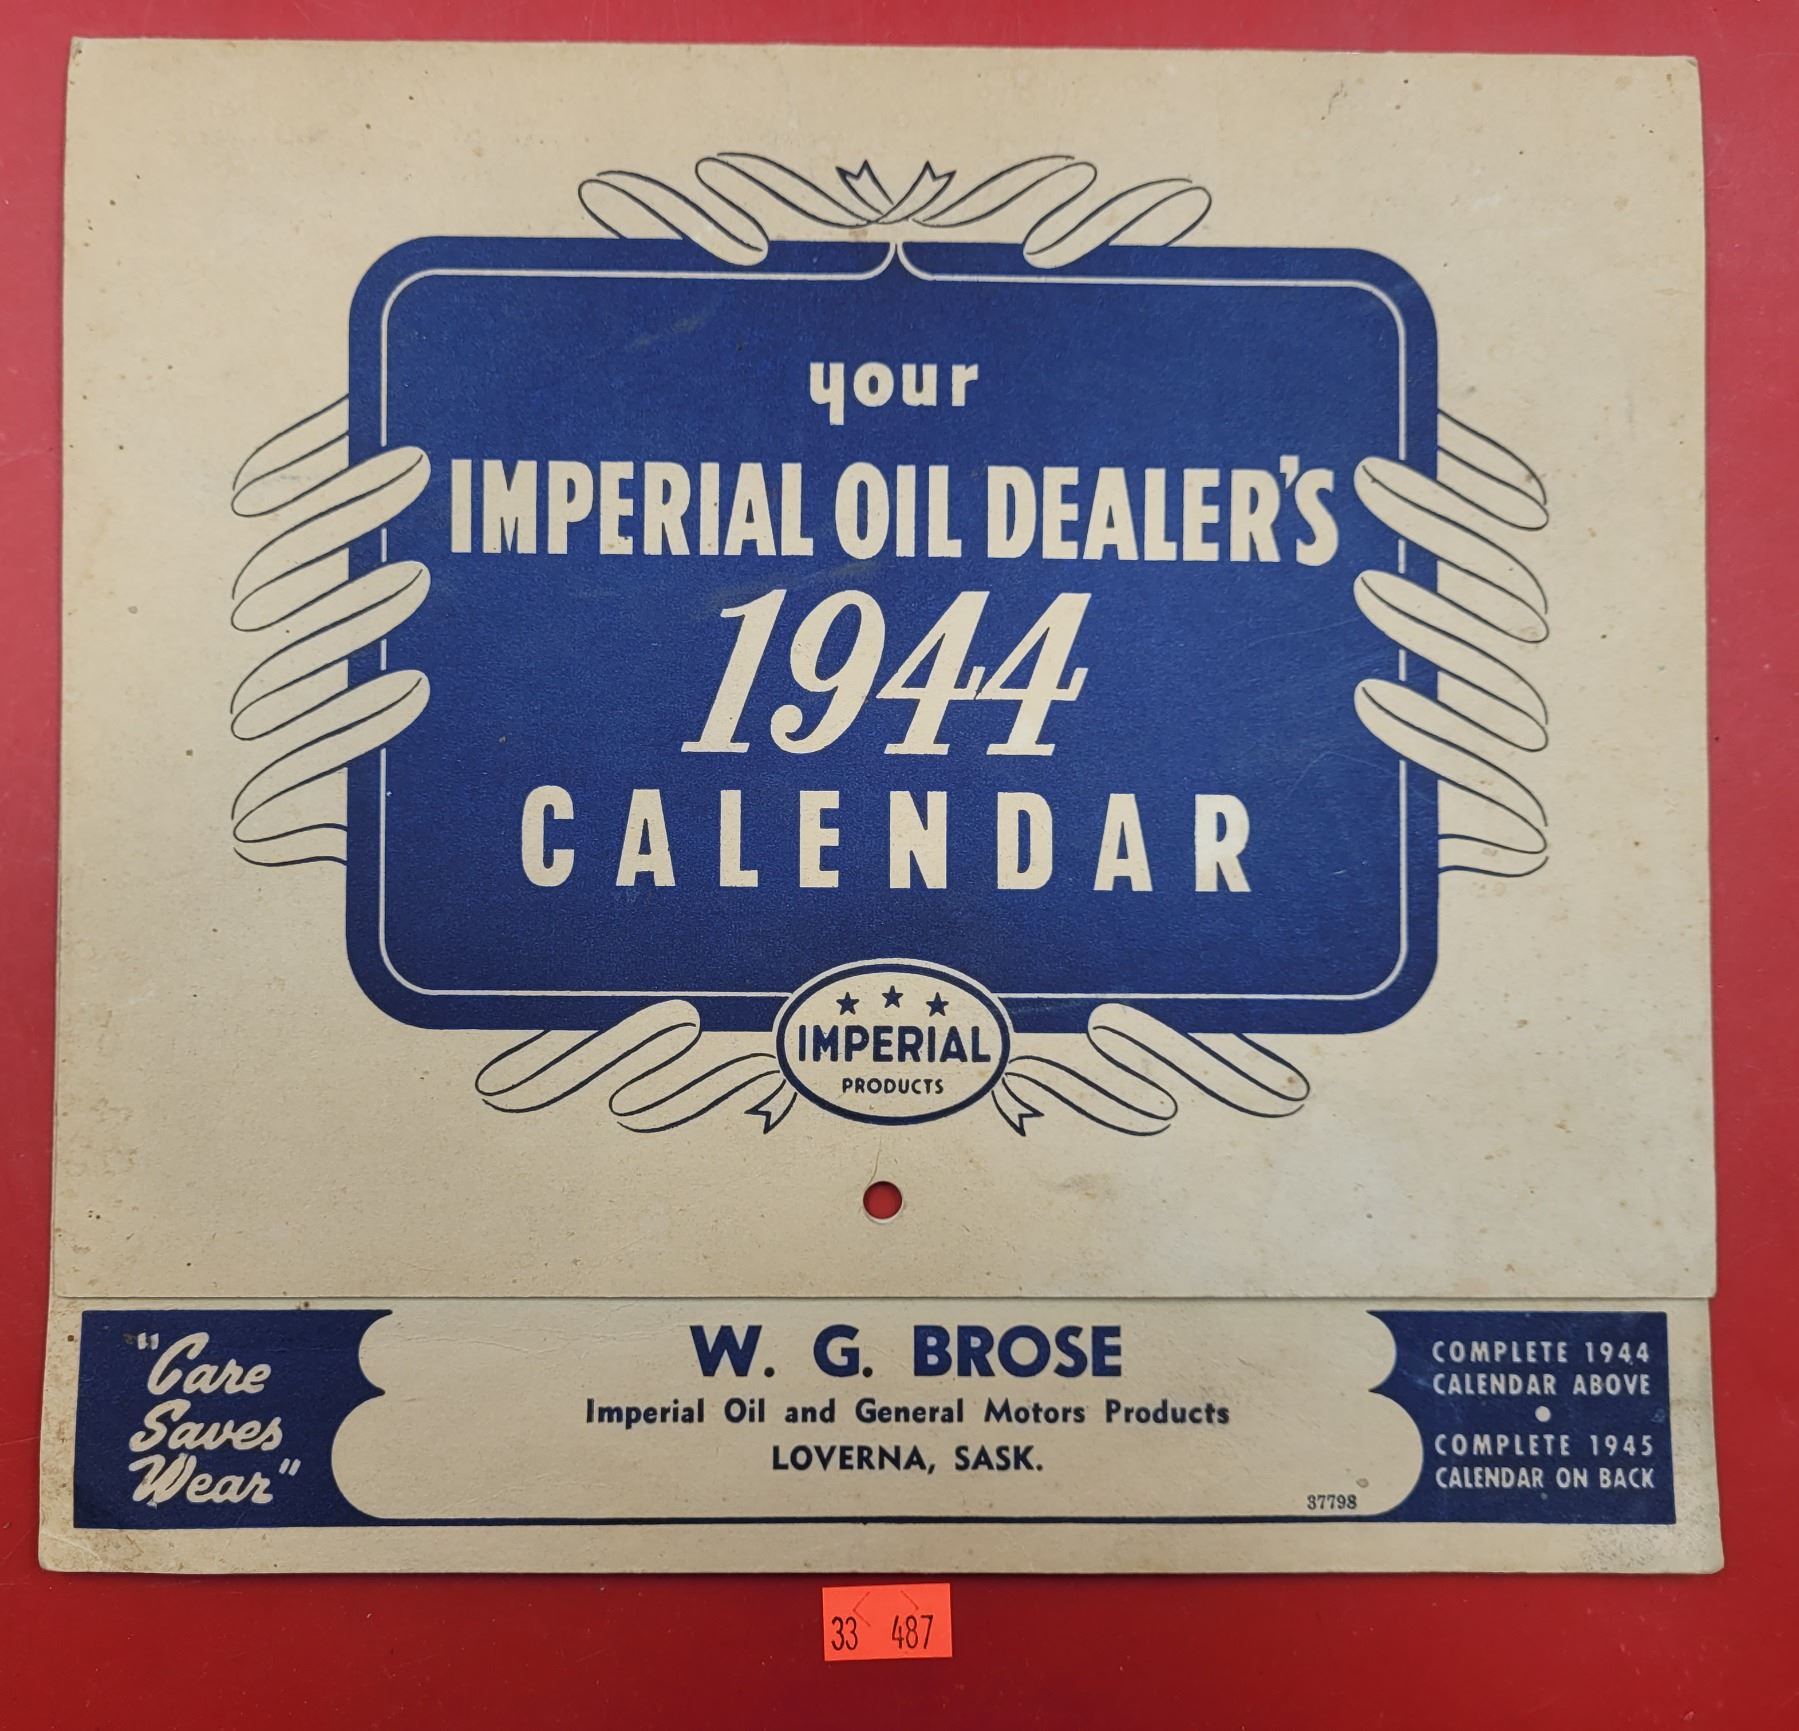 your
IMPERIAL OIL DEALER'S
1944
CALENDAR
IMPERIAL
PRODUCTS
"Care
Saves
Wear"
W. G. BROSE
Imperial Oil and General Motors Products
LOVERNA, SASK.
37798
COMPLETE 1944
CALENDAR ABOVE
COMPLETE 1945
CALENDAR ON BACK
33 487